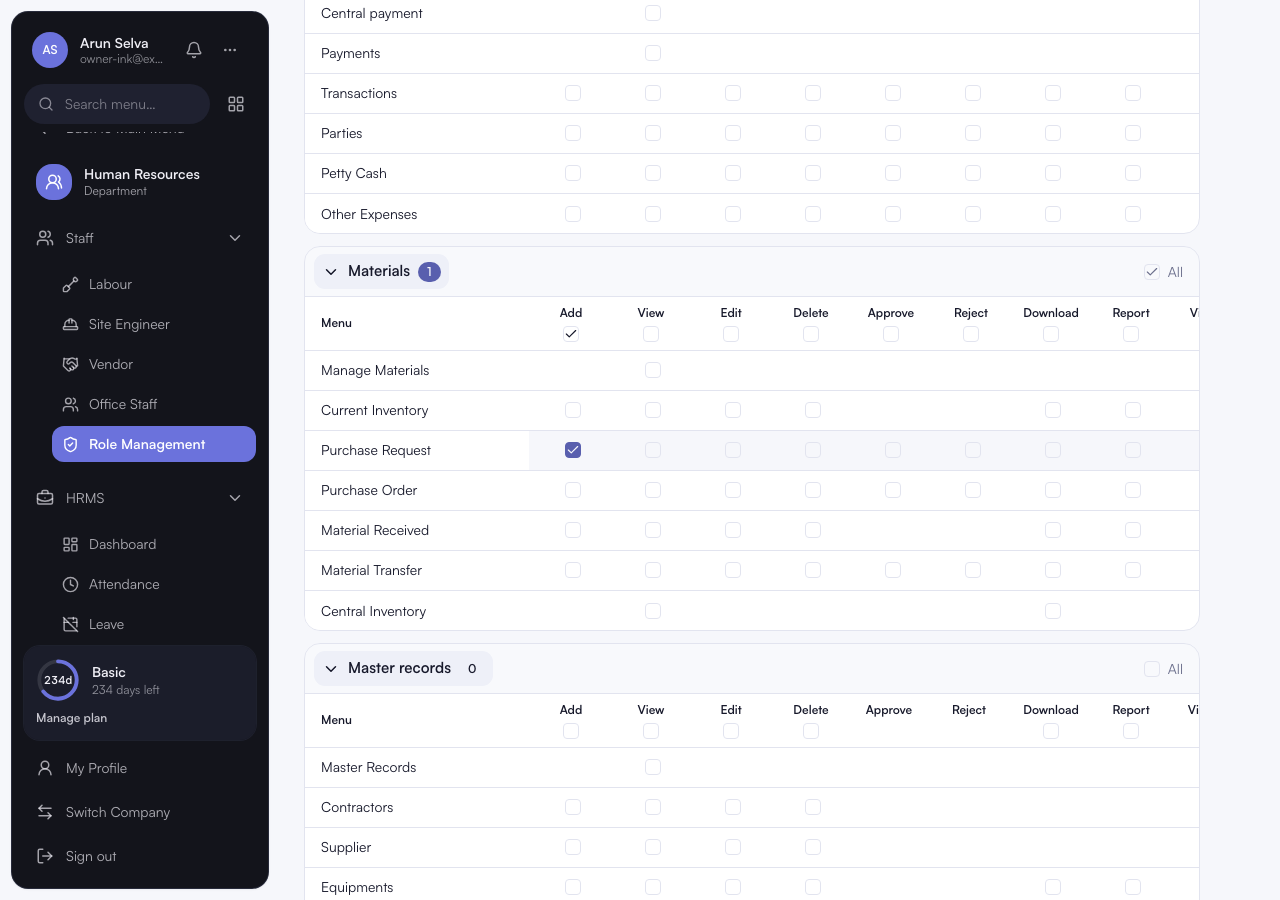 AS
Arun Selva
owner-ink@ex...
Search menu...
Back to Main Menu
Human Resources
Department
Staff
Labour
Site Engineer
Vendor
Office Staff
Role Management
HRMS
Dashboard
Attendance
Leave
234d
Basic
234 days left
Manage plan
My Profile
Switch Company
Sign out
Central payment
Payments
Transactions
Parties
Petty Cash
Other Expenses
Materials 1 All
Menu Add View Edit Delete Approve Reject Download Report
Manage Materials
Current Inventory
Purchase Request
Purchase Order
Material Received
Material Transfer
Central Inventory
Master records 0 All
Menu Add View Edit Delete Approve Reject Download Report
Master Records
Contractors
Supplier
Equipments